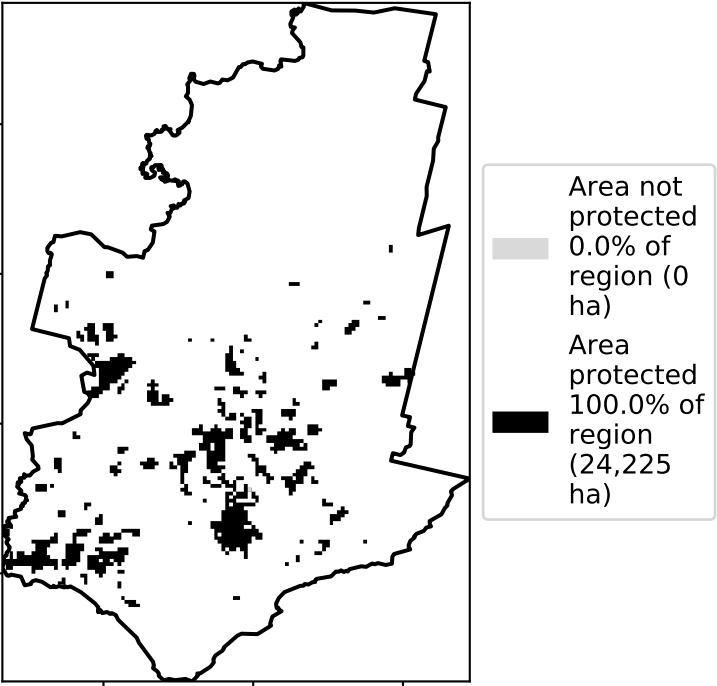 Area not
protected
0.0% of
region (0
ha)
Area
protected
100.0% of
region
(24,225
ha)